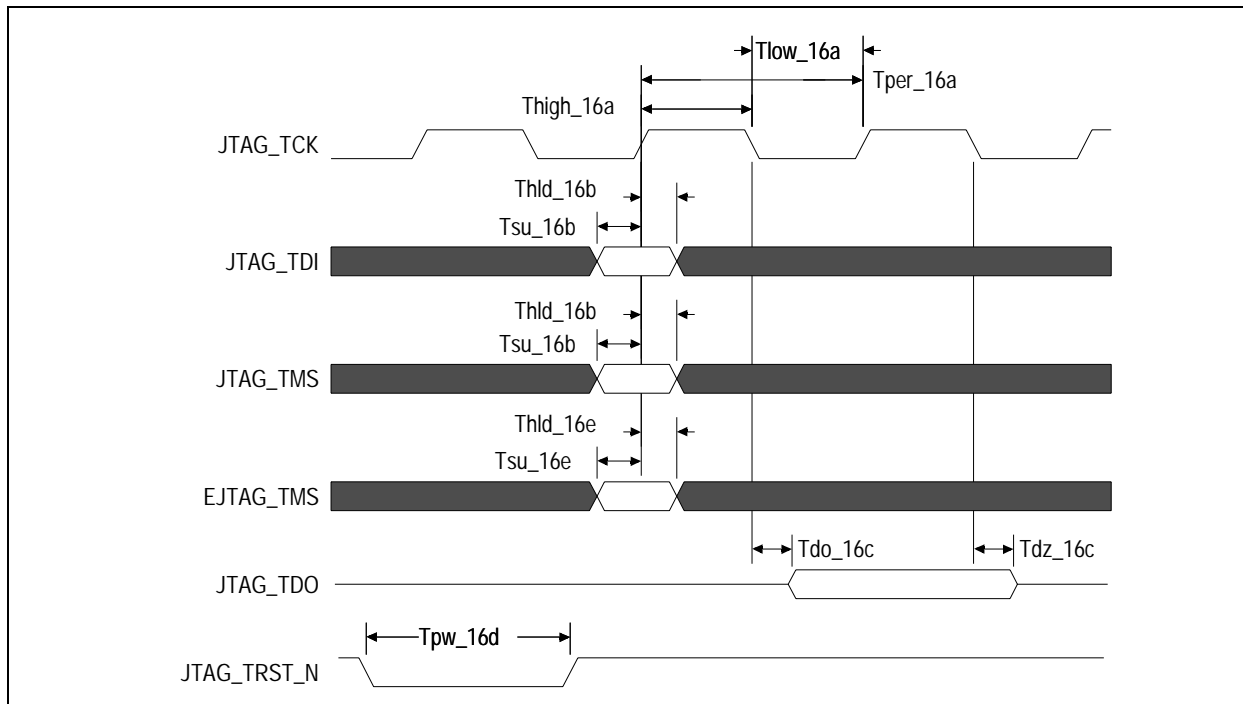 Tlow_16a
Tper_16a
Thigh_16a
JTAG_TCK
Thld_16b
Tsu_16b
JTAG_TDI
Thld_16b
Tsu_16b
JTAG_TMS
Thld_16e
Tsu_16e
EJTAG_TMS
Tdo_16c
Tdz_16c
JTAG_TDO
Tpw_16d
JTAG_TRST_N